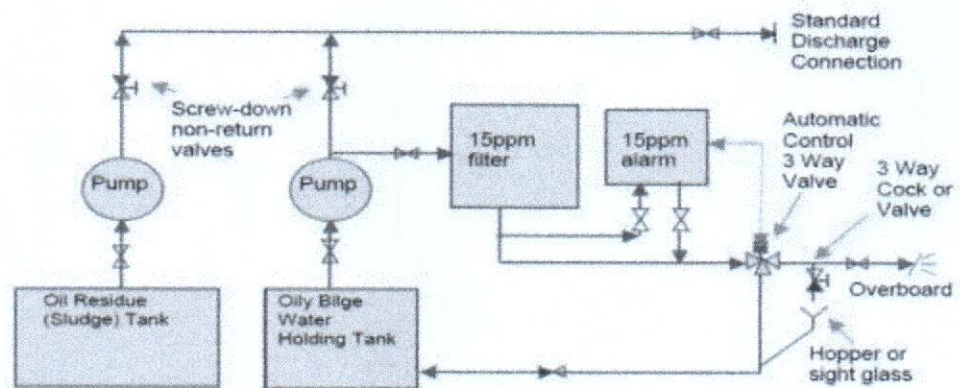 Standard
Discharge
Connection
Screw-down
non-return
valves
15ppm
filter
15ppm
alarm
Automatic
Control
3 Way
Valve
3 Way
Cock or
Valve
Pump
Pump
Oil Residue
(Sludge) Tank
Oily Bilge
Water
Holding Tank
Overboard
Hopper or
sight glass